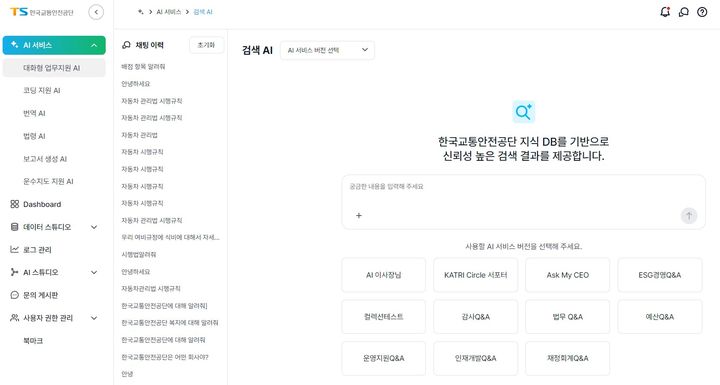 TS 한국교통안전공단
AI 서비스
대화형 업무지원 AI
코딩 지원 AI
번역 AI
법령 AI
보고서 생성 AI
운수지도 지원 AI
Dashboard
데이터 스튜디오
로그 관리
AI 스튜디오
문의 게시판
사용자 권한 관리
북마크
AI 서비스 > 검색 AI
채팅 이력
초기화
배점 항목 알려줘
안녕하세요
자동차 관리법 시행규칙
자동차 관리법 시행규칙
자동차 관리법
자동차 시행규칙
자동차 시행규칙
자동차 시행규칙
자동차 시행규칙
자동차 관리법 시행규칙
우리 여비규정에 식비에 대해서 자세...
시행법알려줘
안녕하세요
자동차관리법 시행규칙
한국교통안전공단에 대해 알려줘]
한국교통안전공단 복지에 대해 알려줘
한국교통안전공단에 대해 알려줘
한국교통안전공단은 어떤 회사야?
안녕
검색 AI
AI 서비스 버전 선택
한국교통안전공단 지식 DB를 기반으로
신뢰성 높은 검색 결과를 제공합니다.
궁금한 내용을 입력해 주세요
사용할 AI 서비스 버전을 선택해 주세요.
AI 이사장님
KATRI Circle 서포터
Ask My CEO
ESG경영Q&A
컬렉션테스트
감사Q&A
법무 Q&A
예산Q&A
운영지원Q&A
인재개발Q&A
재정회계Q&A